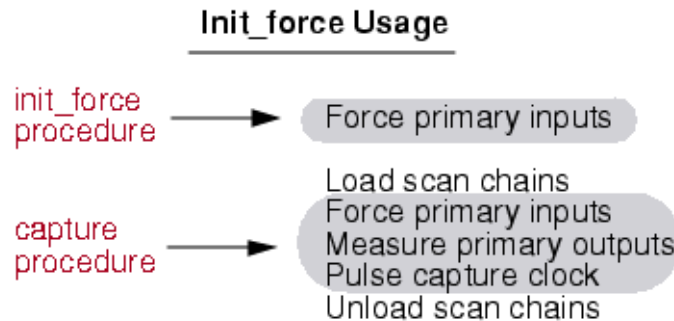 Init_force Usage
init_force
procedure
Force primary inputs
Load scan chains
capture
procedure
Force primary inputs
Measure primary outputs
Pulse capture clock
Unload scan chains